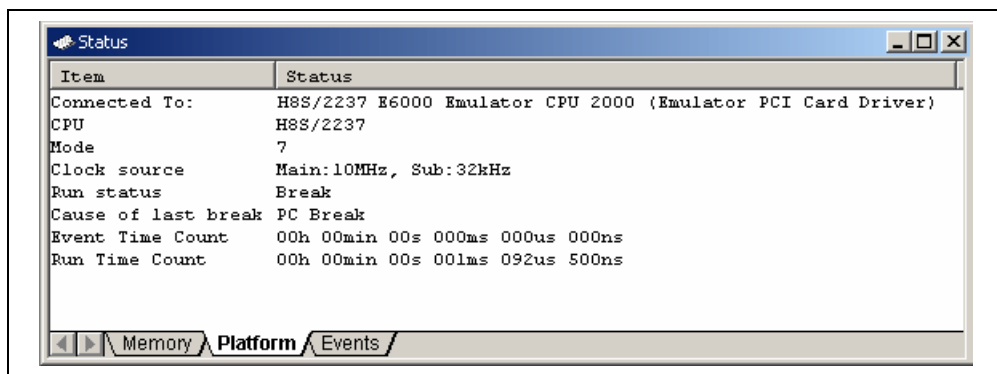 Status
Item Status
Connected To: H8S/2237 E6000 Emulator CPU 2000 (Emulator PCI Card Driver)
CPU H8S/2237
Mode 7
Clock source Main:10MHz, Sub:32kHz
Run status Break
Cause of last break PC Break
Event Time Count 00h 00min 00s 000ms 000us 000ns
Run Time Count 00h 00min 00s 001ms 092us 500ns
Memory Platform Events